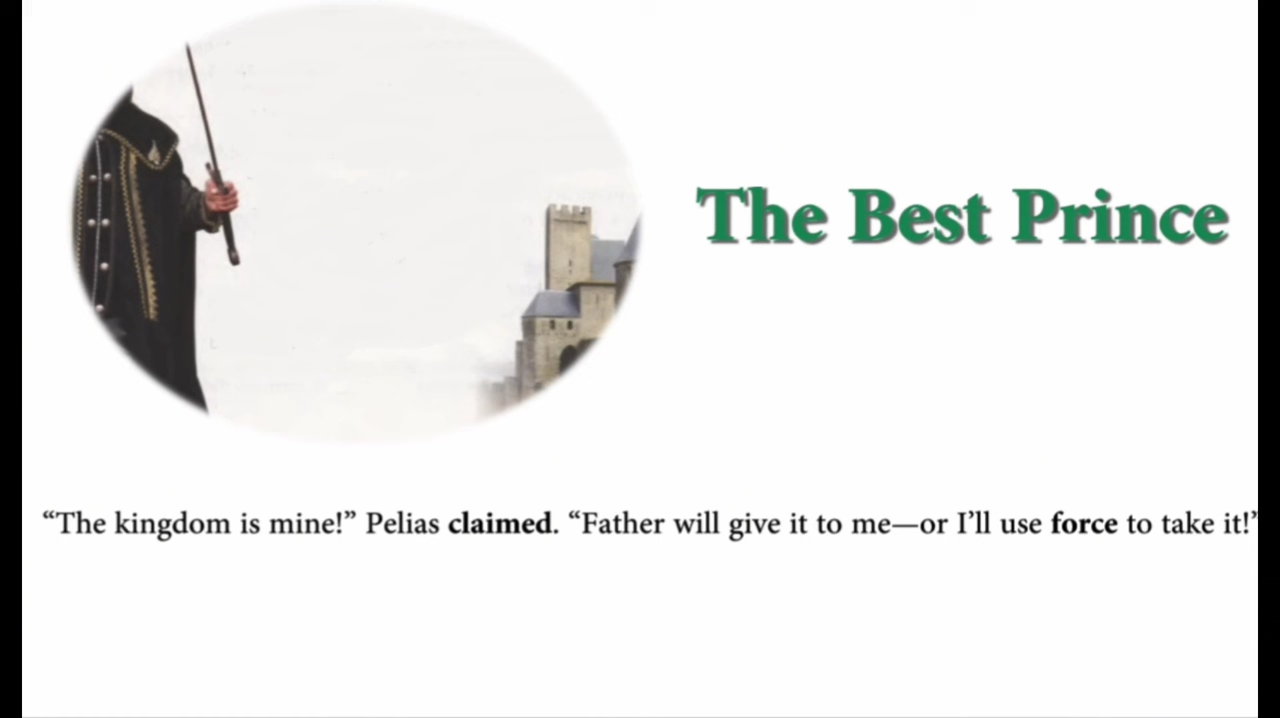 The Best Prince
“The kingdom is mine!” Pelias claimed. “Father will give it to me—or I’ll use force to take it!”